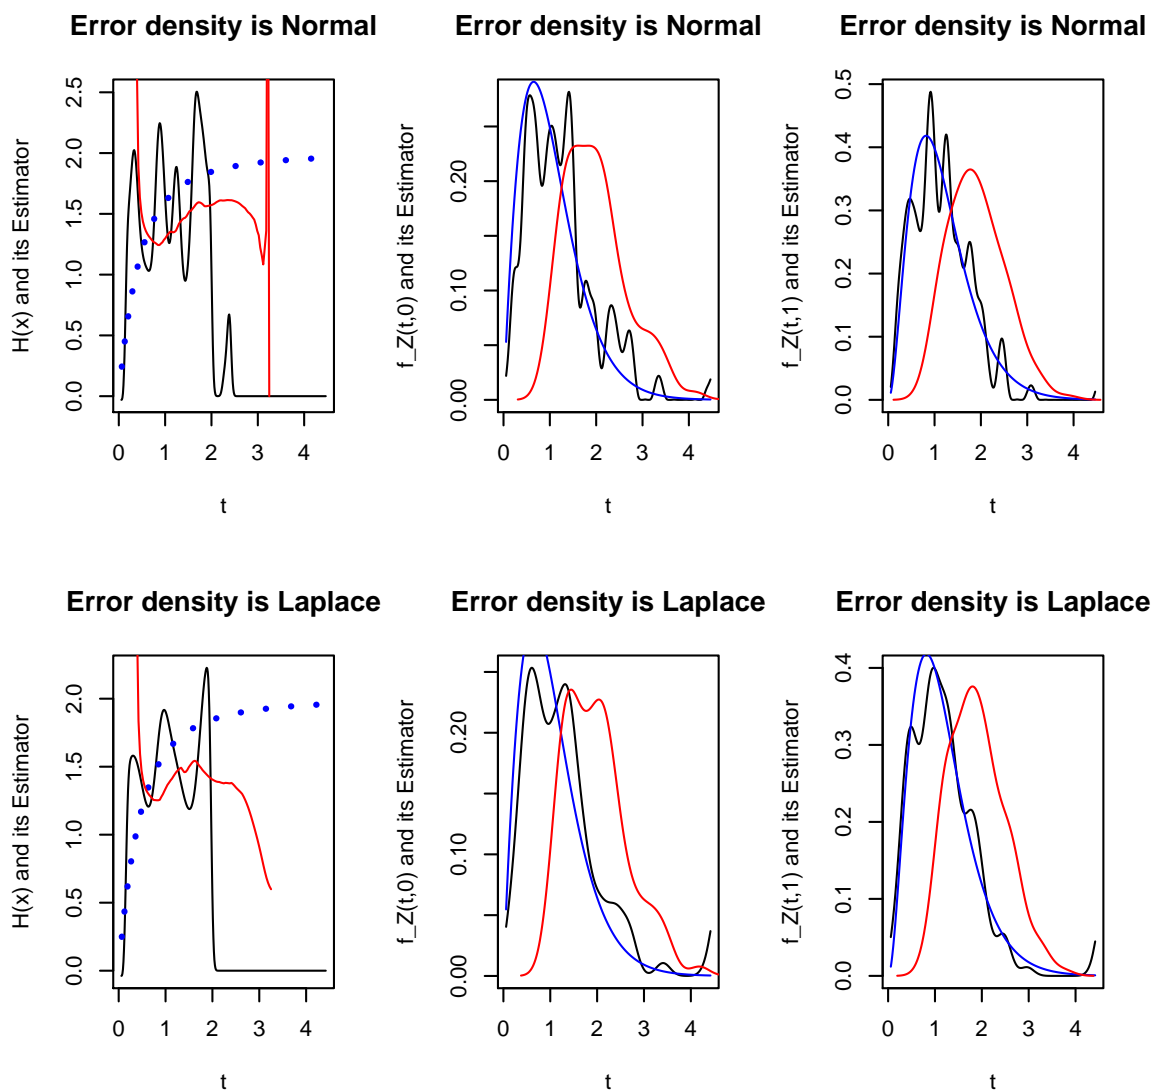 Error density is Normal
H(x) and its Estimator
0.0 0.5 1.0 1.5 2.0 2.5
0 1 2 3 4
t
Error density is Normal
f_Z(t,0) and its Estimator
0.00 0.10 0.20
0 1 2 3 4
t
Error density is Normal
f_Z(t,1) and its Estimator
0.0 0.1 0.2 0.3 0.4 0.5
0 1 2 3 4
t
Error density is Laplace
H(x) and its Estimator
0.0 0.5 1.0 1.5 2.0
0 1 2 3 4
t
Error density is Laplace
f_Z(t,0) and its Estimator
0.00 0.10 0.20
0 1 2 3 4
t
Error density is Laplace
f_Z(t,1) and its Estimator
0.0 0.1 0.2 0.3 0.4
0 1 2 3 4
t